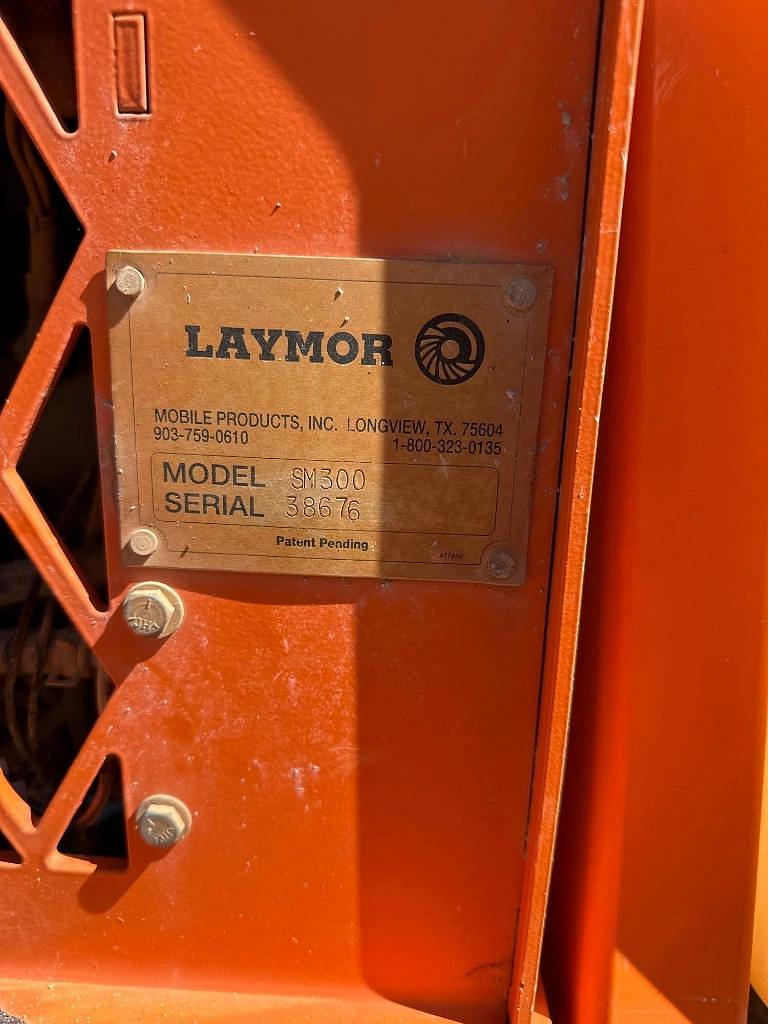 LAYMOR
MOBILE PRODUCTS, INC. LONGVIEW, TX. 75604
903-759-0610 1-800-323-0135
MODEL SM300
SERIAL 38676
Patent Pending